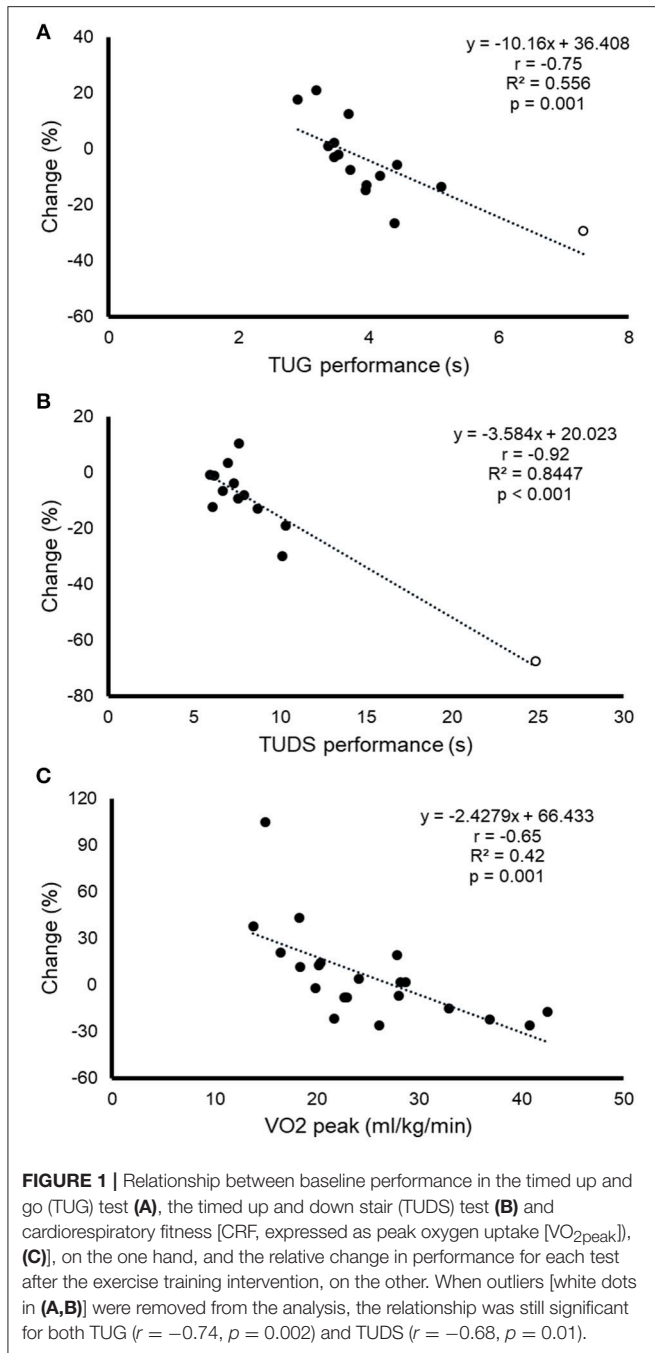 A
y = -10.16x + 36.408
r = -0.75
R² = 0.556
p = 0.001
40
20
0
-20
-40
-60
Change (%)
0 2 4 6 8
TUG performance (s)
B
y = -3.584x + 20.023
r = -0.92
R² = 0.8447
p < 0.001
20
0
-20
-40
-60
-80
Change (%)
0 5 10 15 20 25 30
TUDS performance (s)
C
y = -2.4279x + 66.433
r = -0.65
R² = 0.42
p = 0.001
120
90
60
30
0
-30
-60
Change (%)
0 10 20 30 40 50
VO2 peak (ml/kg/min)
FIGURE 1 | Relationship between baseline performance in the timed up and
go (TUG) test (A), the timed up and down stair (TUDS) test (B) and
cardiorespiratory fitness [CRF, expressed as peak oxygen uptake [VO2peak]),
(C)], on the one hand, and the relative change in performance for each test
after the exercise training intervention, on the other. When outliers [white dots
in (A,B)] were removed from the analysis, the relationship was still significant
for both TUG (r = −0.74, p = 0.002) and TUDS (r = −0.68, p = 0.01).